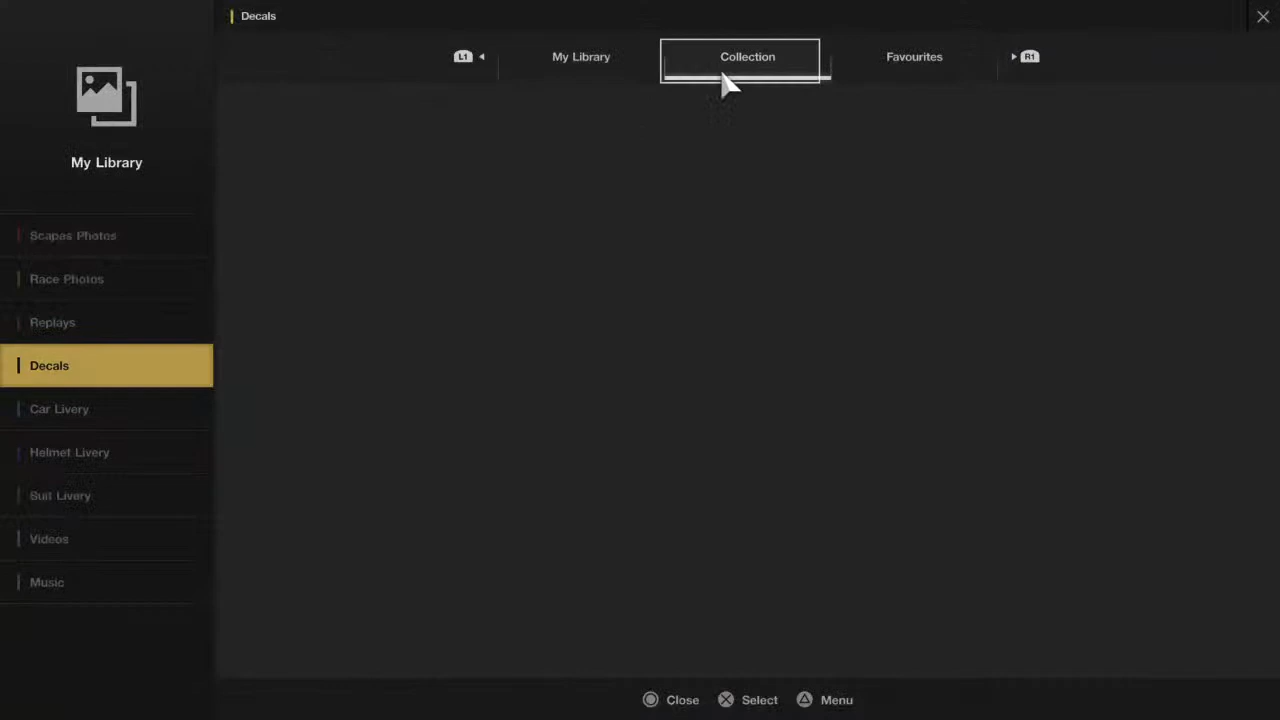 Decals
L1
My Library
Collection
Favourites
R1
My Library
Scapes Photos
Race Photos
Replays
Decals
Car Livery
Helmet Livery
Suit Livery
Videos
Music
Close
Select
Menu